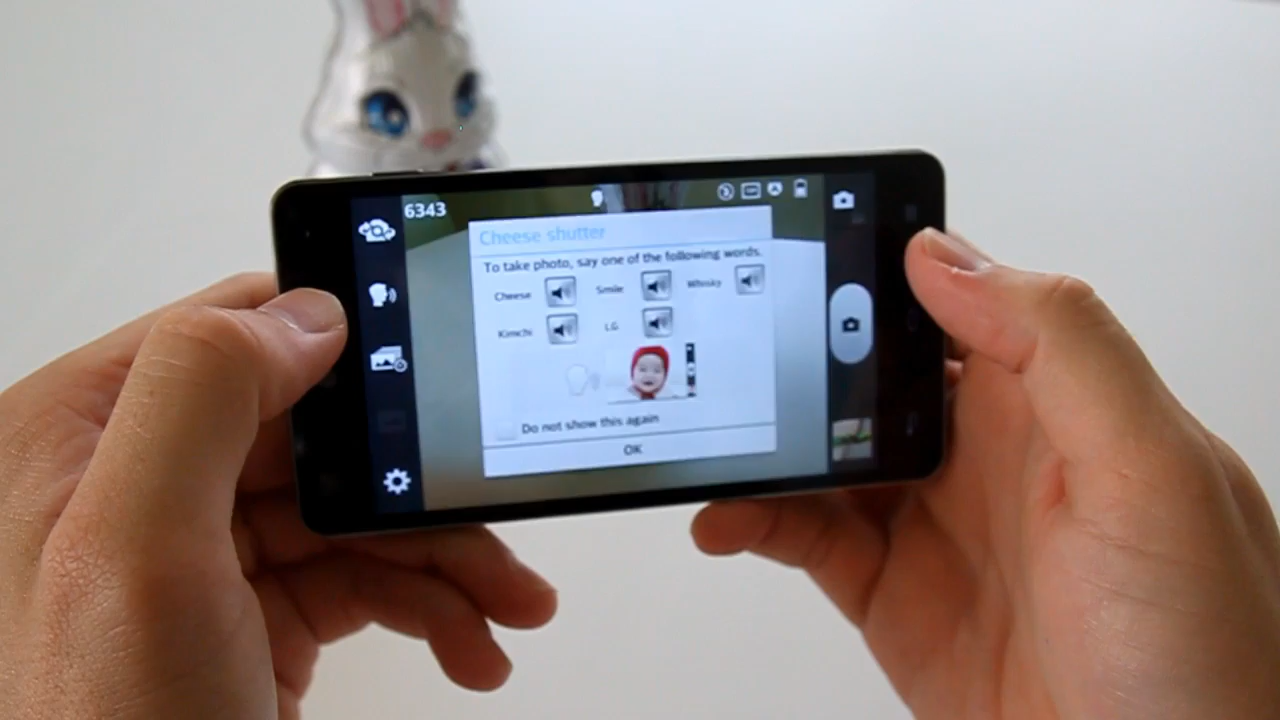 6343
Cheese shutter
To take photo, say one of the following words.
Cheese Smile Whisky
Kimchi LG
Do not show this again
OK